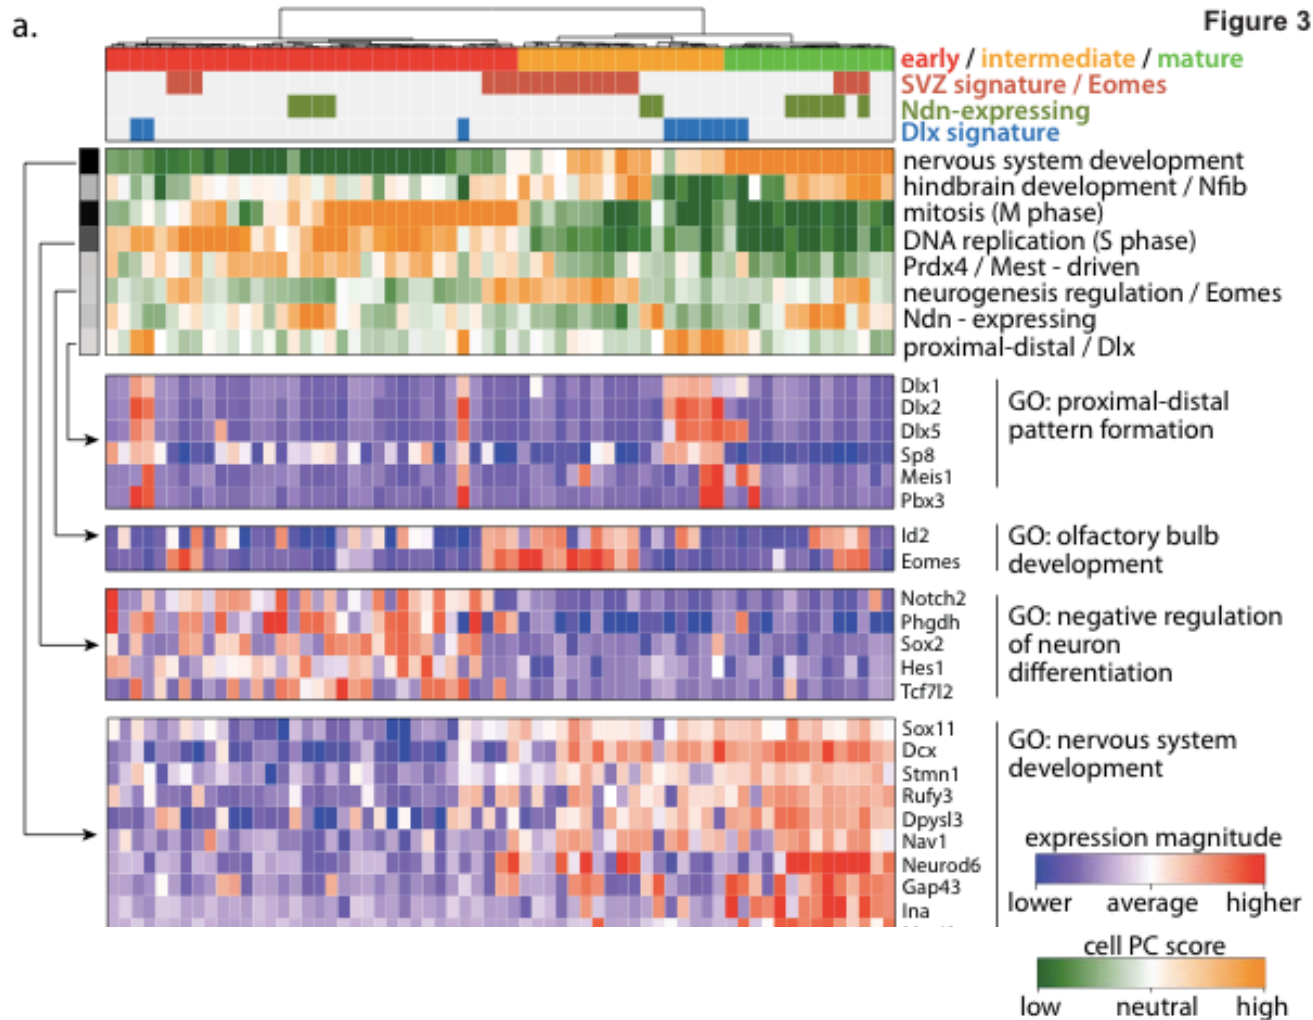 a.
Figure 3
early / intermediate / mature
SVZ signature / Eomes
Ndn-expressing
Dlx signature
nervous system development
hindbrain development / Nfib
mitosis (M phase)
DNA replication (S phase)
Prdx4 / Mest - driven
neurogenesis regulation / Eomes
Ndn - expressing
proximal-distal / Dlx
Dlx1
Dlx2
Dlx5
Sp8
Meis1
Pbx3
GO: proximal-distal
pattern formation
Id2
Eomes
GO: olfactory bulb
development
Notch2
Phgdh
Sox2
Hes1
Tcf7l2
GO: negative regulation
of neuron
differentiation
Sox11
Dcx
Stmn1
Rufy3
Dpysl3
Nav1
Neurod6
Gap43
Ina
GO: nervous system
development
expression magnitude
lower average higher
cell PC score
low neutral high